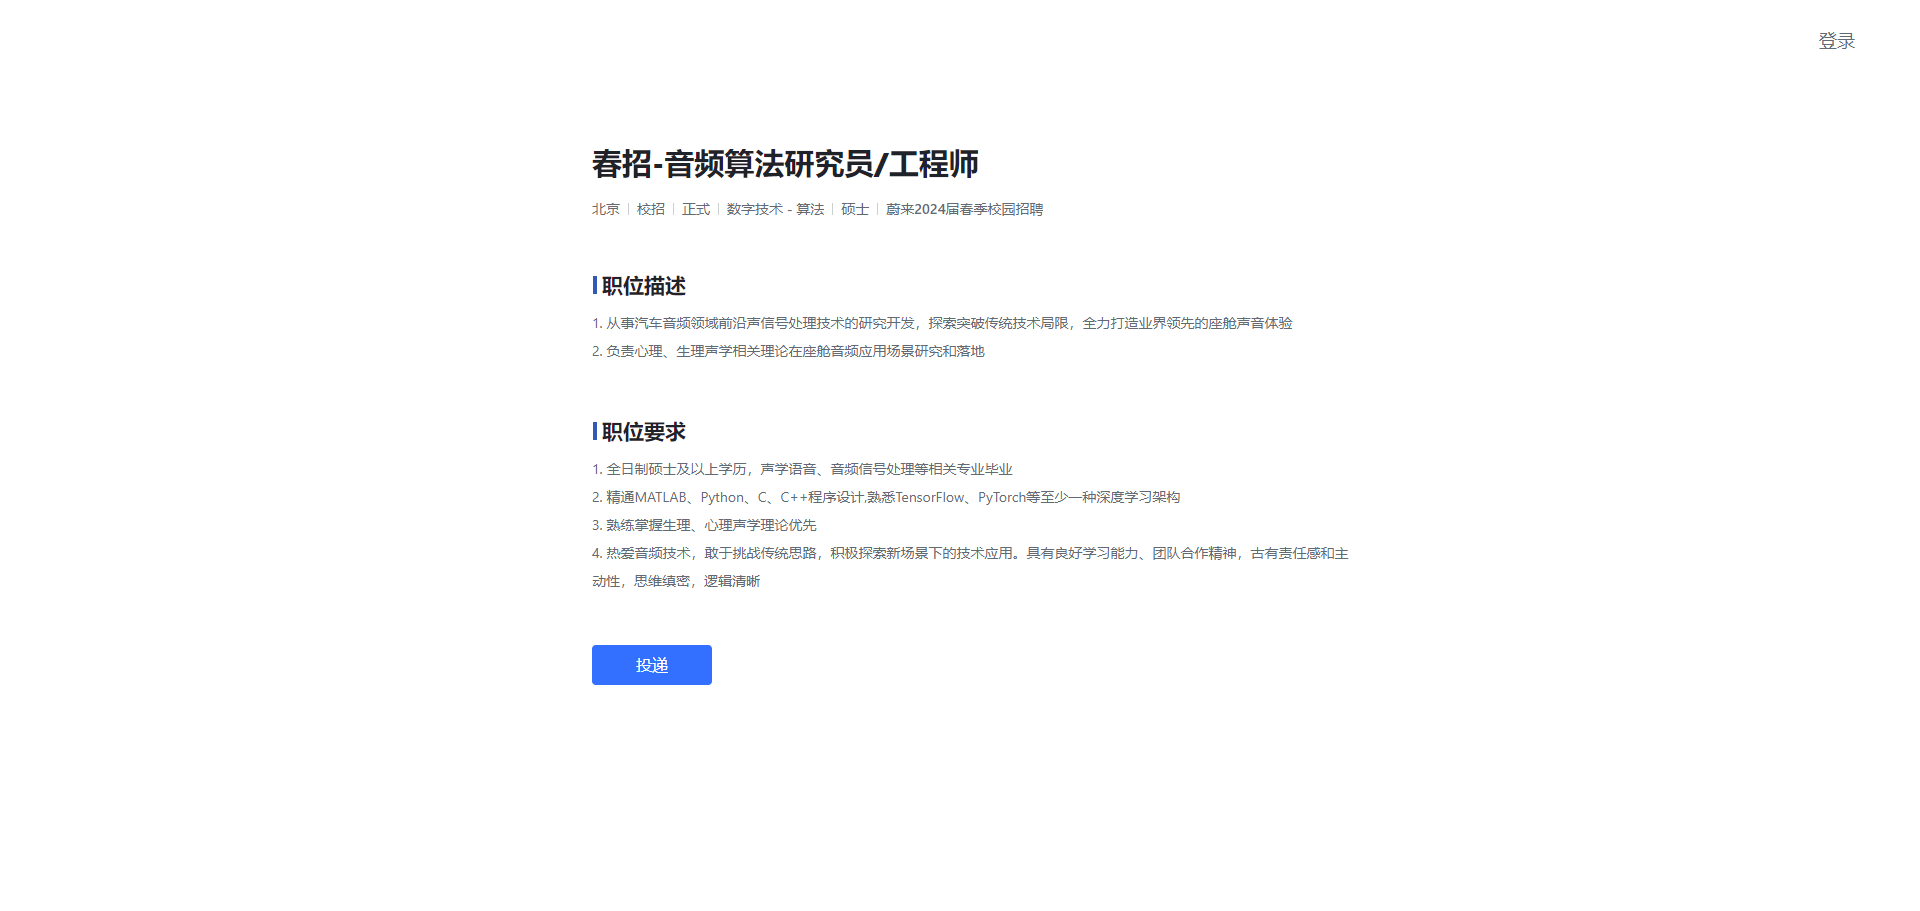 登录
春招-音频算法研究员/工程师
北京 | 校招 | 正式 | 数字技术 - 算法 | 硕士 | 蔚来2024届春季校园招聘
职位描述
1. 从事汽车音频领域前沿声信号处理技术的研究开发，探索突破传统技术局限，全力打造业界领先的座舱声音体验
2. 负责心理、生理声学相关理论在座舱音频应用场景研究和落地
职位要求
1. 全日制硕士及以上学历，声学语音、音频信号处理等相关专业毕业
2. 精通MATLAB、Python、C、C++程序设计,熟悉TensorFlow、PyTorch等至少一种深度学习架构
3. 熟练掌握生理、心理声学理论优先
4. 热爱音频技术，敢于挑战传统思路，积极探索新场景下的技术应用。具有良好学习能力、团队合作精神，古有责任感和主
动性，思维缜密，逻辑清晰
投递